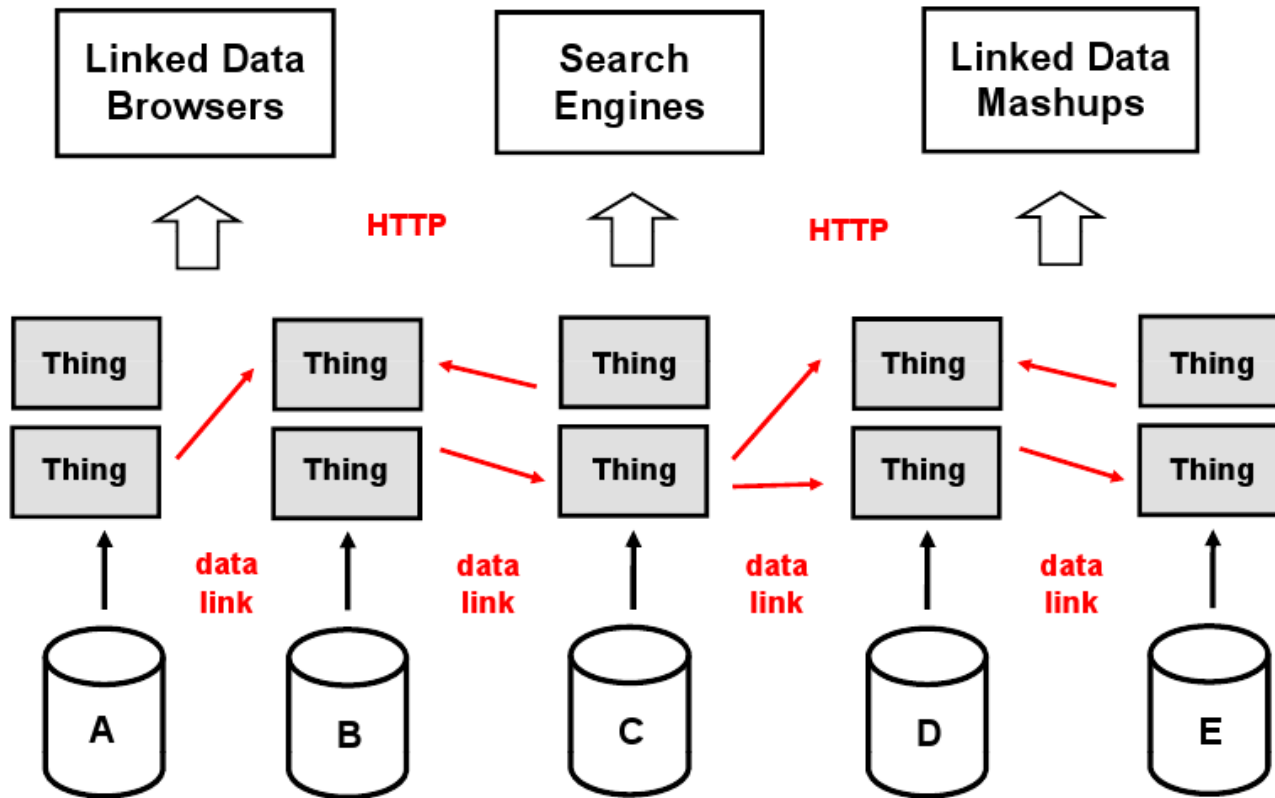 Linked Data
Browsers
Search
Engines
Linked Data
Mashups
HTTP
HTTP
Thing
Thing
Thing
Thing
Thing
Thing
Thing
Thing
Thing
Thing
data
link
data
link
data
link
data
link
A
B
C
D
E